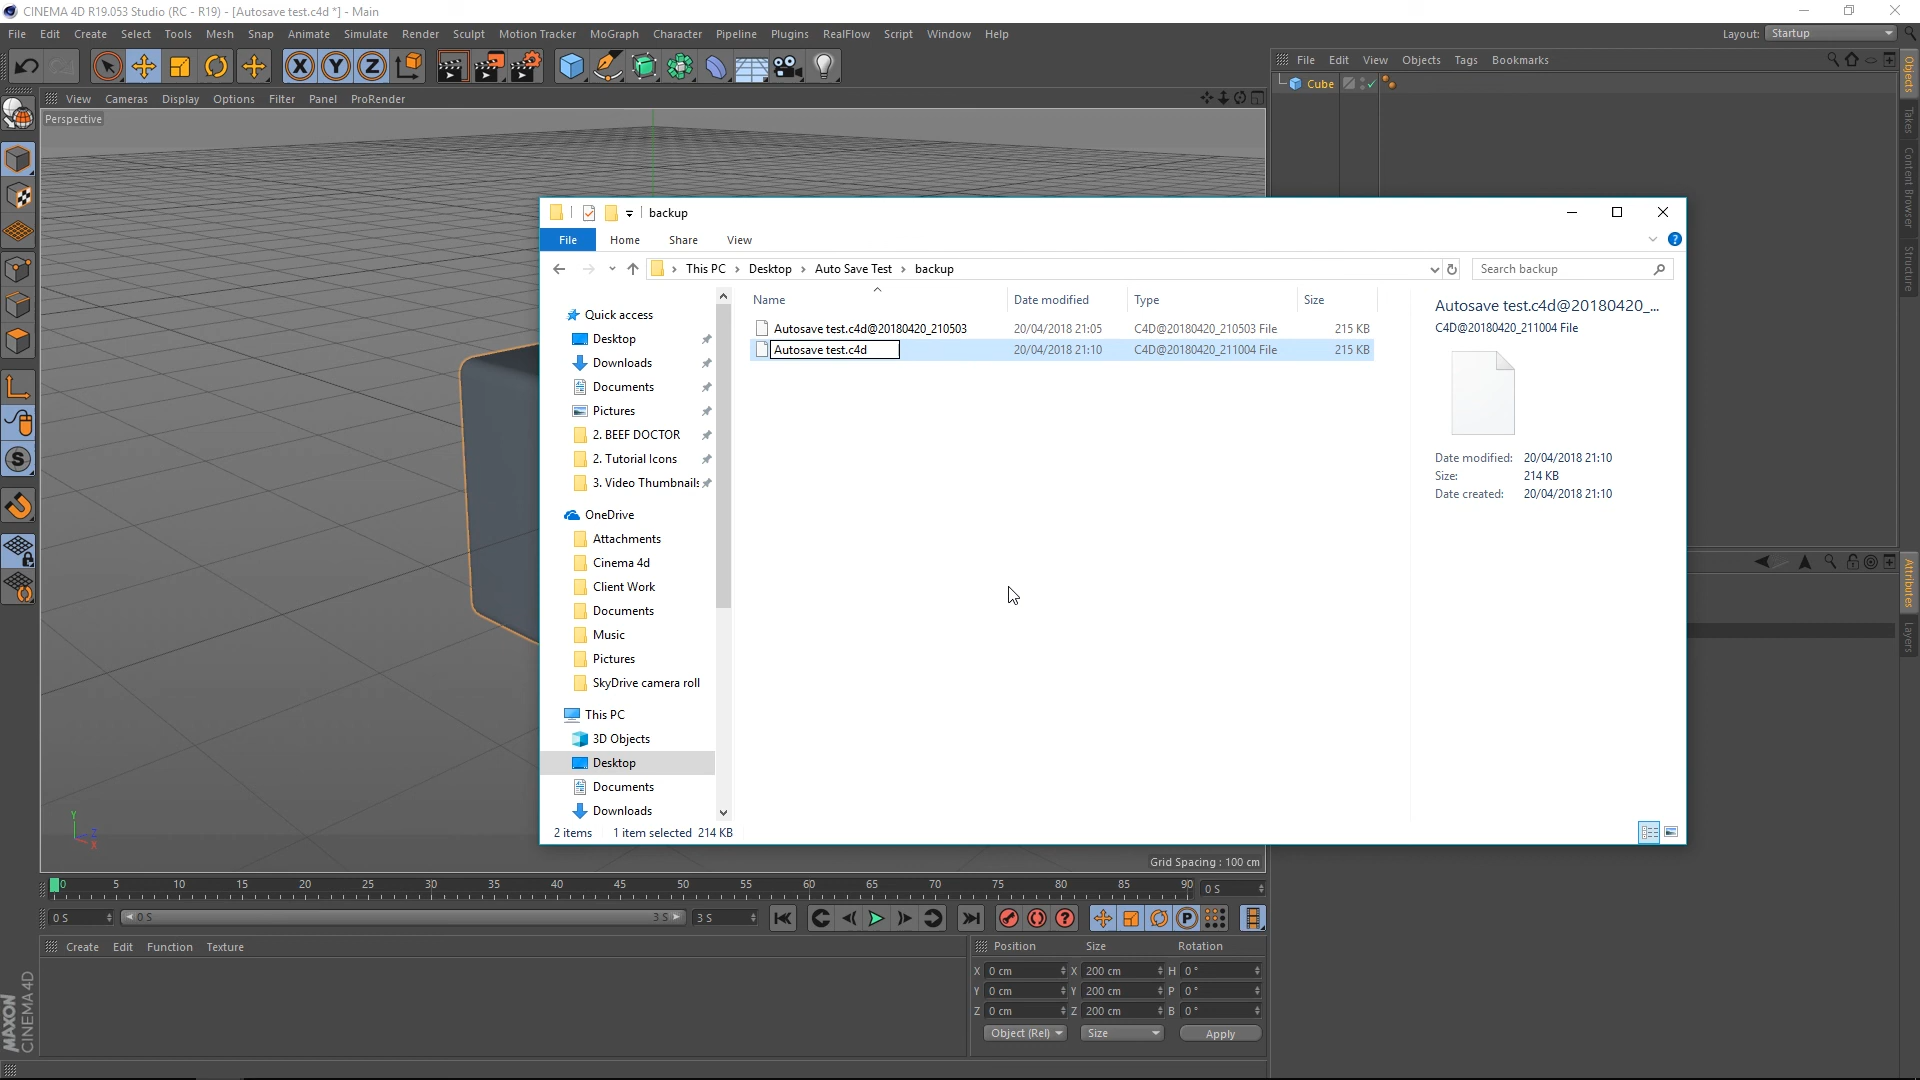 CINEMA 4D R19.053 Studio (RC - R19) - [Autosave test.c4d *] - Main
File Edit Create Select Tools Mesh Snap Animate Simulate Render Sculpt Motion Tracker MoGraph Character Pipeline Plugins RealFlow Script Window Help
Layout: Startup
X Y Z
File Edit View Objects Tags Bookmarks
Cube
View Cameras Display Options Filter Panel ProRender
Perspective
Objects
Takes
Content Browser
Structure
backup
File Home Share View
This PC > Desktop > Auto Save Test > backup
Search backup
Name Date modified Type Size
Autosave test.c4d@20180420_210503 20/04/2018 21:05 C4D@20180420_210503 File 215 KB
Autosave test.c4d 20/04/2018 21:10 C4D@20180420_211004 File 215 KB
Quick access
Desktop
Downloads
Documents
Pictures
2. BEEF DOCTOR
2. Tutorial Icons
3. Video Thumbnails
OneDrive
Attachments
Cinema 4d
Client Work
Documents
Music
Pictures
SkyDrive camera roll
This PC
3D Objects
Desktop
Documents
Downloads
2 items 1 item selected 214 KB
Autosave test.c4d@20180420_...
C4D@20180420_211004 File
Date modified: 20/04/2018 21:10
Size: 214 KB
Date created: 20/04/2018 21:10
Attributes
Layers
S
Y Z X
Grid Spacing : 100 cm
0 5 10 15 20 25 30 35 40 45 50 55 60 65 70 75 80 85 90 0 S
0 S 0 S 3 S 3 S
P
Create Edit Function Texture
Position Size Rotation
X 0 cm X 200 cm H 0 °
Y 0 cm Y 200 cm P 0 °
Z 0 cm Z 200 cm B 0 °
Object (Rel) Size Apply
MAXON
CINEMA 4D